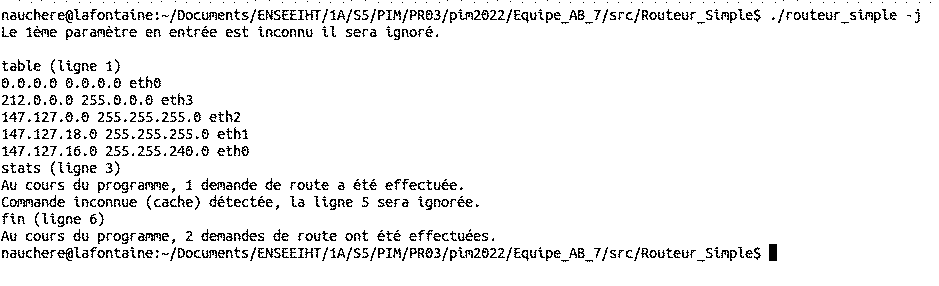 nauchere@lafontaine:~/Documents/ENSEEIHT/1A/S5/PIM/PR03/pim2022/Equipe_AB_7/src/Routeur_Simple$ ./routeur_simple -j
Le 1ème paramètre en entrée est inconnu il sera ignoré.
table (ligne 1)
0.0.0.0 0.0.0.0 eth0
212.0.0.0 255.0.0.0 eth3
147.127.0.0 255.255.255.0 eth2
147.127.18.0 255.255.255.0 eth1
147.127.16.0 255.255.240.0 eth0
stats (ligne 3)
Au cours du programme, 1 demande de route a été effectuée.
Commande inconnue (cache) détectée, la ligne 5 sera ignorée.
fin (ligne 6)
Au cours du programme, 2 demandes de route ont été effectuées.
nauchere@lafontaine:~/Documents/ENSEEIHT/1A/S5/PIM/PR03/pim2022/Equipe_AB_7/src/Routeur_Simple$